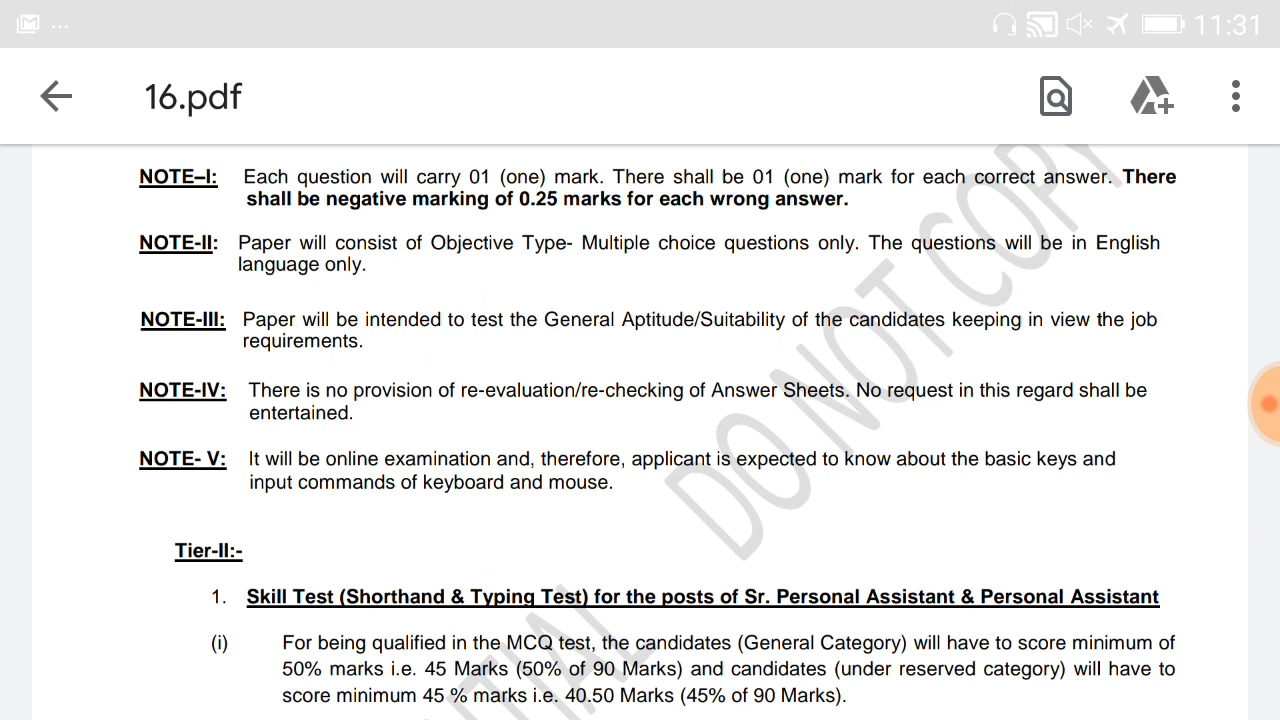 ... 11:31
16.pdf
NOTE–I: Each question will carry 01 (one) mark. There shall be 01 (one) mark for each correct answer. There
shall be negative marking of 0.25 marks for each wrong answer.
NOTE-II: Paper will consist of Objective Type- Multiple choice questions only. The questions will be in English
language only.
NOTE-III: Paper will be intended to test the General Aptitude/Suitability of the candidates keeping in view the job
requirements.
NOTE-IV: There is no provision of re-evaluation/re-checking of Answer Sheets. No request in this regard shall be
entertained.
NOTE- V: It will be online examination and, therefore, applicant is expected to know about the basic keys and
input commands of keyboard and mouse.
DO NOT COPY
Tier-II:-
1. Skill Test (Shorthand & Typing Test) for the posts of Sr. Personal Assistant & Personal Assistant
(i) For being qualified in the MCQ test, the candidates (General Category) will have to score minimum of
50% marks i.e. 45 Marks (50% of 90 Marks) and candidates (under reserved category) will have to
score minimum 45 % marks i.e. 40.50 Marks (45% of 90 Marks).